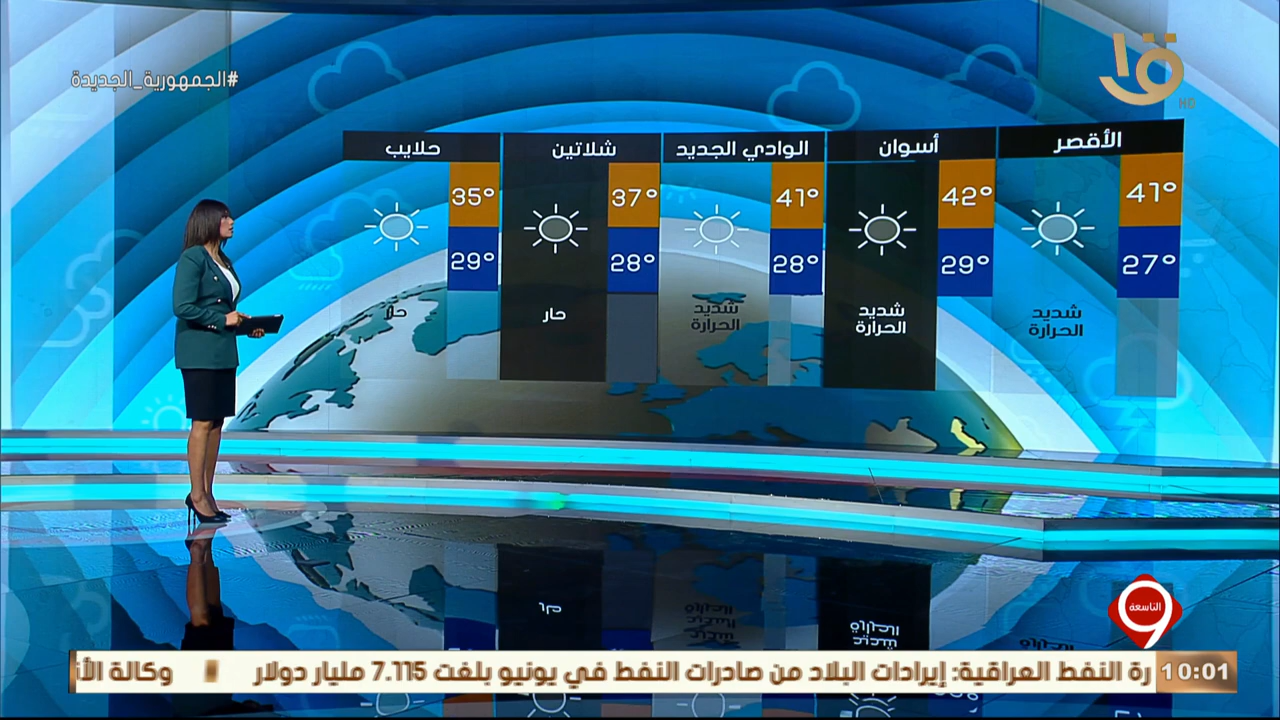 #الجمهورية_الجديدة
HD
الأقصر
41°
27°
شديد
الحرارة
أسوان
42°
29°
شديد
الحرارة
الوادي الجديد
41°
28°
شديد
الحرارة
شلاتين
37°
28°
حار
حلايب
35°
29°
حار
التاسعة
9
10:01
رة النفط العراقية: إيرادات البلاد من صادرات النفط في يونيو بلغت 7.115 مليار دولار
وكالة الأ